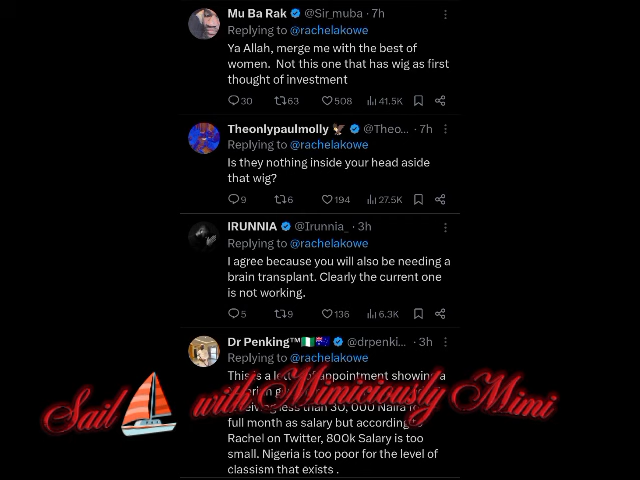 Mu Ba Rak @Sir_muba · 7h
Replying to @rachelakowe
Ya Allah, merge me with the best of
women. Not this one that has wig as first
thought of investment
30 63 508 41.5K
Theonlypaulmolly @Theo... · 7h
Replying to @rachelakowe
Is they nothing inside your head aside
that wig?
9 6 194 27.5K
IRUNNIA @Irunnia_ · 3h
Replying to @rachelakowe
I agree because you will also be needing a
brain transplant. Clearly the current one
is not working.
5 9 136 6.3K
Dr Penking™ @drpenki... · 3h
Replying to @rachelakowe
This is a appointment showing a
Sail with Mimiciously Mimi
less than 30, 000 Naira
full month as salary but according to
Rachel on Twitter, 800k Salary is too
small. Nigeria is too poor for the level of
classism that exists .